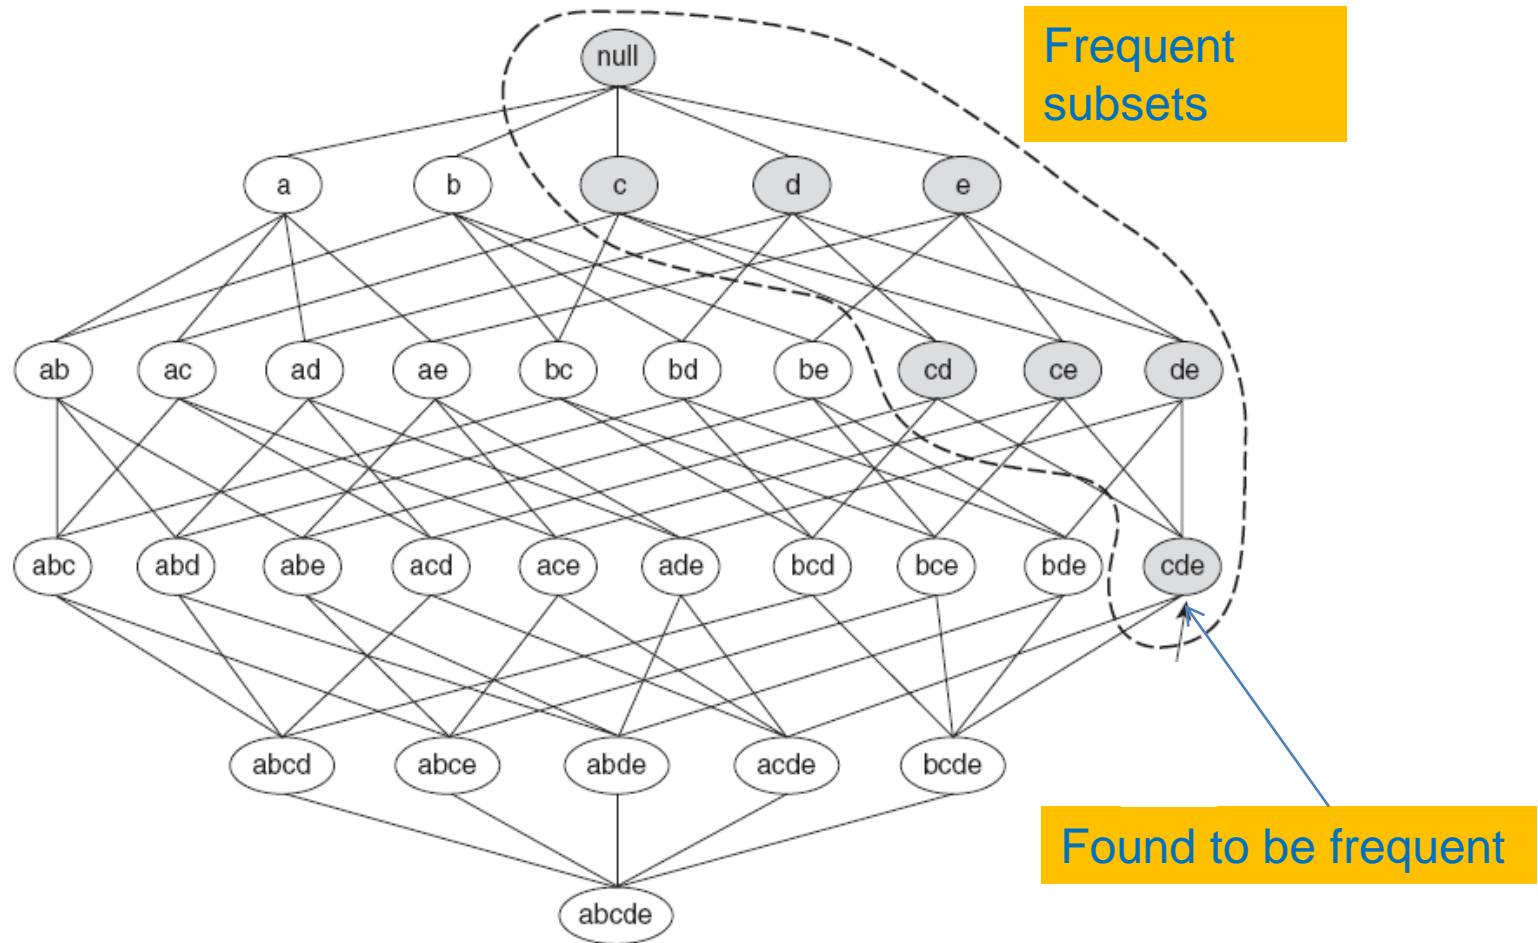 null
Frequent
subsets
a b c d e
ab ac ad ae bc bd be cd ce de
abc abd abe acd ace ade bcd bce bde cde
abcd abce abde acde bcde
Found to be frequent
abcde